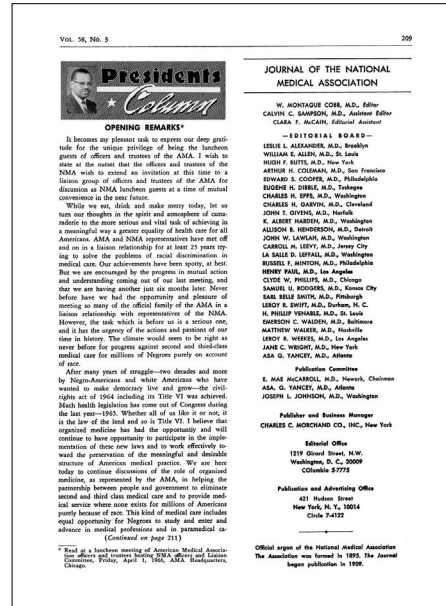 VOL. 58, No. 3
209
Presidents
Column
OPENING REMARKS*
It becomes my pleasant task to express our deep grati-
tude for the unique privilege of being the luncheon
guests of officers and trustees of the AMA. I wish to
state at the outset that the officers and trustees of the
NMA wish to extend an invitation at this time to a
liaison group of officers and trustees of the AMA for
discussion as NMA luncheon guests at a time of mutual
convenience in the near future.
While we eat, drink and make merry today, let us
turn our thoughts in the spirit and atmosphere of cama-
raderie to the more serious and vital task of achieving in
a meaningful way a greater equality of health care for all
Americans. AMA and NMA representatives have met off
and on in a liaison relationship for at least 25 years try-
ing to solve the problems of racial discrimination in
medical care. Our achievements have been spotty, at best.
But we are encouraged by the progress in mutual action
and understanding coming out of our last meeting, and
that we are having another just six months later. Never
before have we had the opportunity and pleasure of
meeting so many of the official family of the AMA in a
liaison relationship with representatives of the NMA.
However, the task which is before us is a serious one,
and it has the urgency of the actions and passions of our
time in history. The climate would seem to be right as
never before for progress against second and third-class
medical care for millions of Negroes purely on account
of race.
After many years of struggle—two decades and more
by Negro-Americans and white Americans who have
wanted to make democracy live and grow—the civil-
rights act of 1964 including its Title VI was achieved.
Much health legislation has come out of Congress during
the last year—1965. Whether all of us like it or not, it
is the law of the land and so is Title VI. I believe that
organized medicine has had the opportunity and will
continue to have opportunity to participate in the imple-
mentation of these new laws and to work effectively to-
ward the preservation of the meaningful and desirable
structure of American medical practice. We are here
today to continue discussions of the role of organized
medicine, as represented by the AMA, in helping the
partnership between people and government to eliminate
second and third class medical care and to provide med-
ical service where none exists for millions of Americans
purely because of race. This kind of medical care includes
equal opportunity for Negroes to study and enter and
advance in medical professions and in paramedical ca-
(Continued on page 211)
* Read at a luncheon meeting of American Medical Associa-
tion officers and trustees hosting NMA officers and Liaison
Committee, Friday, April 1, 1966, AMA Headquarters,
Chicago.
JOURNAL OF THE NATIONAL
MEDICAL ASSOCIATION
W. MONTAGUE COBB, M.D., Editor
CALVIN C. SAMPSON, M.D., Assistant Editor
CLARA F. McCAIN, Editorial Assistant
—EDITORIAL BOARD—
LESLIE L. ALEXANDER, M.D., Brooklyn
WILLIAM E. ALLEN, M.D., St. Louis
HUGH F. BUTTS, M.D., New York
ARTHUR H. COLEMAN, M.D., San Francisco
EDWARD S. COOPER, M.D., Philadelphia
EUGENE H. DIBBLE, M.D., Tuskegee
CHARLES H. EPPS, M.D., Washington
CHARLES H. GARVIN, M.D., Cleveland
JOHN T. GIVENS, M.D., Norfolk
K. ALBERT HARDEN, M.D., Washington
ALLISON B. HENDERSON, M.D., Detroit
JOHN W. LAWLAH, M.D., Washington
CARROLL M. LEEVY, M.D., Jersey City
LA SALLE D. LEFFALL, M.D., Washington
RUSSELL F. MINTON, M.D., Philadelphia
HENRY PAUL, M.D., Los Angeles
CLYDE W. PHILLIPS, M.D., Chicago
SAMUEL U. RODGERS, M.D., Kansas City
EARL BELLE SMITH, M.D., Pittsburgh
LEROY R. SWIFT, M.D., Durham, N. C.
H. PHILLIP VENABLE, M.D., St. Louis
EMERSON C. WALDEN, M.D., Baltimore
MATTHEW WALKER, M.D., Nashville
LEROY R. WEEKES, M.D., Los Angeles
JANE C. WRIGHT, M.D., New York
ASA G. YANCEY, M.D., Atlanta
Publication Committee
E. MAE McCARROLL, M.D., Newark, Chairman
ASA. G. YANCEY, M.D., Atlanta
JOSEPH L. JOHNSON, M.D., Washington
Publisher and Business Manager
CHARLES C. MORCHAND CO., INC., New York
Editorial Office
1219 Girard Street, N.W.
Washington, D. C., 20009
COlumbia 5-7775
Publication and Advertising Office
421 Hudson Street
New York, N. Y., 10014
CIrcle 7-4122
Official organ of the National Medical Association
The Association was formed in 1895. The Journal
began publication in 1909.